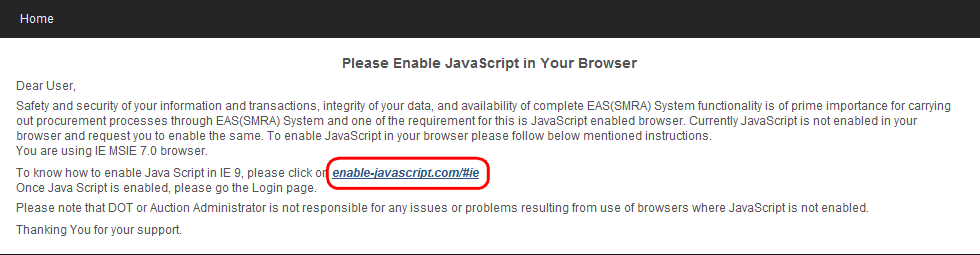 Home
Please Enable JavaScript in Your Browser
Dear User,
Safety and security of your information and transactions, integrity of your data, and availability of complete EAS(SMRA) System functionality is of prime importance for carrying
out procurement processes through EAS(SMRA) System and one of the requirement for this is JavaScript enabled browser. Currently JavaScript is not enabled in your
browser and request you to enable the same. To enable JavaScript in your browser please follow below mentioned instructions.
You are using IE MSIE 7.0 browser.
To know how to enable Java Script in IE 9, please click on enable-javascript.com/#ie
Once Java Script is enabled, please go the Login page.
Please note that DOT or Auction Administrator is not responsible for any issues or problems resulting from use of browsers where JavaScript is not enabled.
Thanking You for your support.